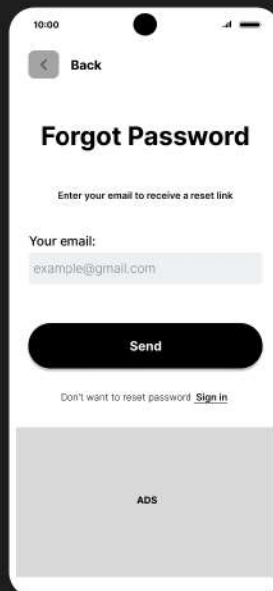 10:00
Back
Forgot Password
Enter your email to receive a reset link
Your email:
example@gmail.com
Send
Don't want to reset password Sign in
ADS